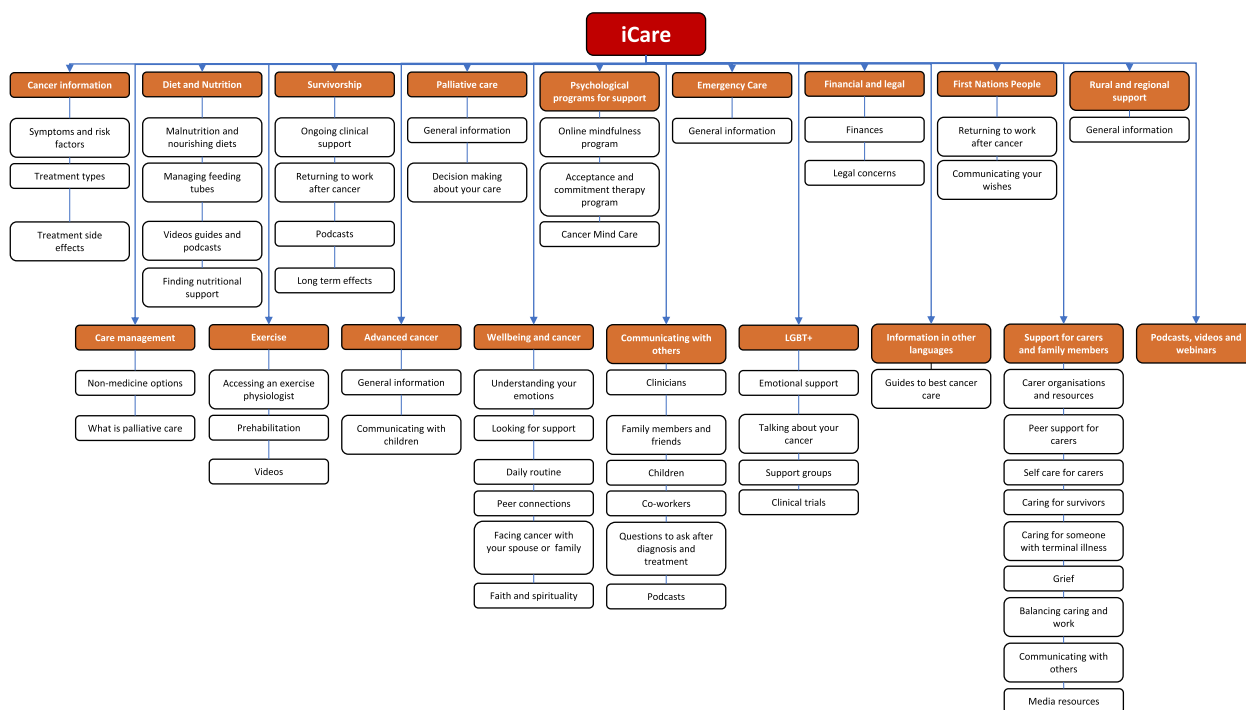 iCare
Cancer information
Diet and Nutrition
Survivorship
Palliative care
Psychological
programs for support
Emergency Care
Financial and legal
First Nations People
Rural and regional
support
Symptoms and risk
factors
Treatment types
Treatment side
effects
Malnutrition and
nourishing diets
Managing feeding
tubes
Videos guides and
podcasts
Finding nutritional
support
Ongoing clinical
support
Returning to work
after cancer
Podcasts
Long term effects
General information
Decision making
about your care
Online mindfulness
program
Acceptance and
commitment therapy
program
Cancer Mind Care
General information
Finances
Legal concerns
Returning to work
after cancer
Communicating your
wishes
General information
Care management
Exercise
Advanced cancer
Wellbeing and cancer
Communicating with
others
LGBT+
Information in other
languages
Support for carers
and family members
Podcasts, videos and
webinars
Non-medicine options
What is palliative care
Accessing an exercise
physiologist
Prehabilitation
Videos
General information
Communicating with
children
Understanding your
emotions
Looking for support
Daily routine
Peer connections
Facing cancer with
your spouse or family
Faith and spirituality
Clinicians
Family members and
friends
Children
Co-workers
Questions to ask after
diagnosis and
treatment
Podcasts
Emotional support
Talking about your
cancer
Support groups
Clinical trials
Guides to best cancer
care
Carer organisations
and resources
Peer support for
carers
Self care for carers
Caring for survivors
Caring for someone
with terminal illness
Grief
Balancing caring and
work
Communicating with
others
Media resources